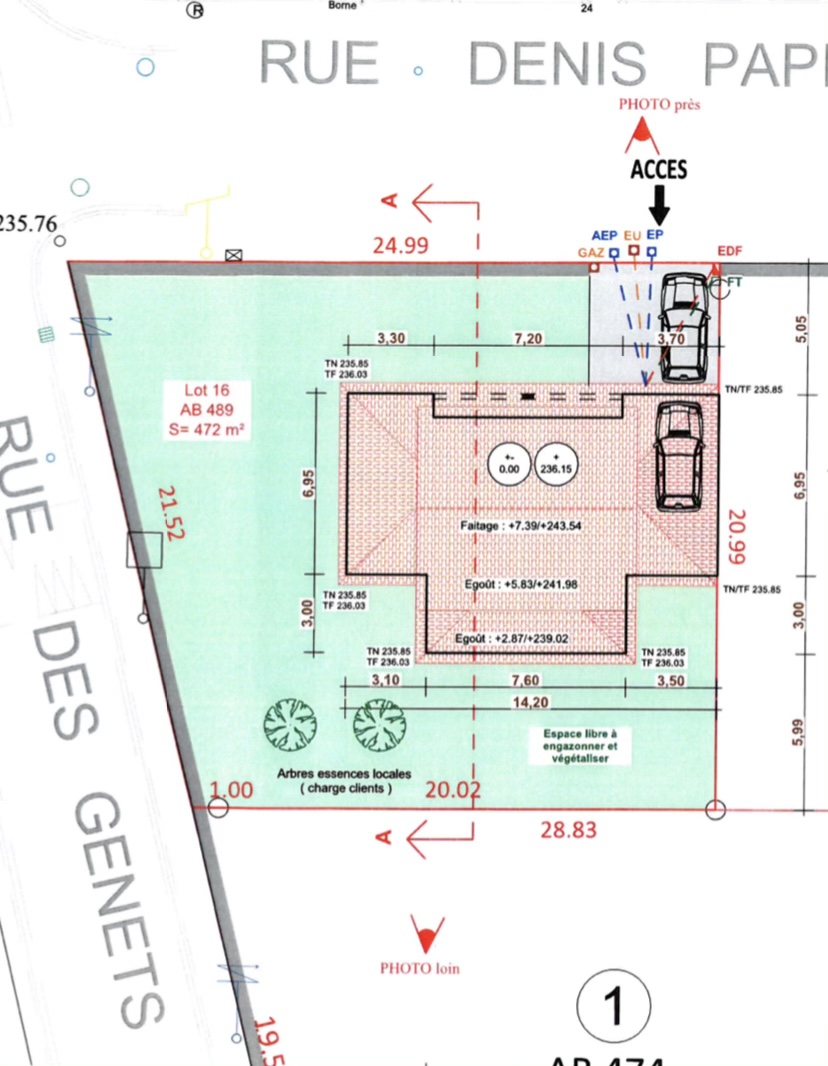 Borne
24
R
RUE DENIS PAPI
PHOTO près
ACCES
235.76
A
24.99
AEP EU EP
GAZ
EDF
FT
3,30
7,20
3,70
5,05
TN 235.85
TF 236.03
TN/TF 235.85
Lot 16
AB 489
S= 472 m²
RUE DES GENETS
21.52
6,95
+-
0.00
+
236.15
6,95
20.99
Faitage : +7.39/+243.54
Egoût : +5.83/+241.98
TN/TF 235.85
TN 235.85
TF 236.03
3,00
3,00
Egoût : +2.87/+239.02
TN 235.85
TF 236.03
TN 235.85
TF 236.03
3,10
7,60
3,50
14,20
5,99
Espace libre à
engazonner et
végétaliser
Arbres essences locales
( charge clients )
1.00
20.02
A
28.83
PHOTO loin
1
19.5
AB 474